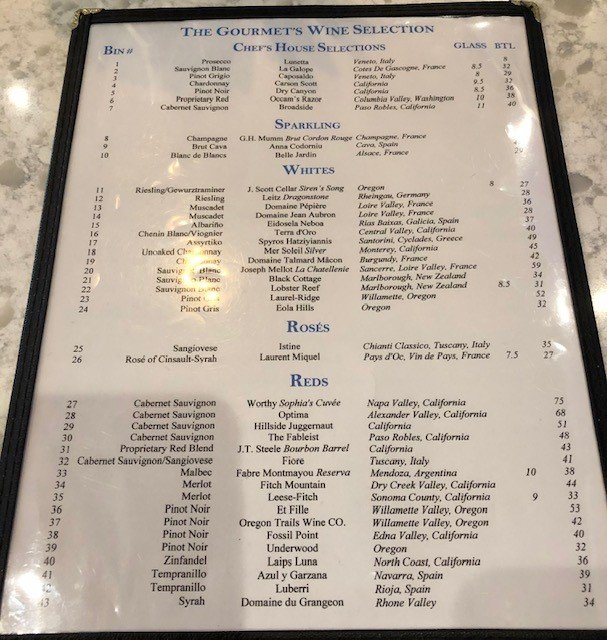 THE GOURMET'S WINE SELECTION
CHEF'S HOUSE SELECTIONS
BIN # GLASS BTL
1 Prosecco Lunetta Veneto, Italy 8
2 Sauvignon Blanc La Galope Cotes De Gascogne, France 8.5 32
3 Pinot Grigio Caposaldo Veneto, Italy 8 29
4 Chardonnay Carson Scott California 9.5 32
5 Pinot Noir Dry Canyon California 8.5 36
6 Proprietary Red Occam's Razor Columbia Valley, Washington 10 38
7 Cabernet Sauvignon Broadside Paso Robles, California 11 40
SPARKLING
8 Champagne G.H. Mumm Brut Cordon Rouge Champagne, France
9 Brut Cava Anna Codorniu Cava, Spain
10 Blanc de Blancs Belle Jardin Alsace, France 29
WHITES
11 Riesling/Gewurztraminer J. Scott Cellar Siren's Song Oregon 8 27
12 Riesling Leitz Dragonstone Rheingau, Germany 28
13 Muscadet Domaine Pépière Loire Valley, France 36
14 Muscadet Domaine Jean Aubron Loire Valley, France 28
15 Albariño Eidosela Neboa Rias Baixas, Galicia, Spain 37
16 Chenin Blanc/Viognier Terra d'Oro Central Valley, California 40
17 Assyrtiko Spyros Hatziyiannis Santorini, Cyclades, Greece 49
18 Unoaked Chardonnay Mer Soleil Silver Monterey, California 45
19 Chardonnay Domaine Talmard Mâcon Burgundy, France 42
20 Sauvignon Blanc Joseph Mellot La Chatellenie Sancerre, Loire Valley, France 59
21 Sauvignon Blanc Black Cottage Marlborough, New Zealand 34
22 Sauvignon Blanc Lobster Reef Marlborough, New Zealand 8.5 31
23 Pinot Gris Laurel-Ridge Willamette, Oregon 52
24 Pinot Gris Eola Hills Oregon 32
ROSÉS
25 Sangiovese Istine Chianti Classico, Tuscany, Italy 35
26 Rosé of Cinsault-Syrah Laurent Miquel Pays d'Oc, Vin de Pays, France 7.5 27
REDS
27 Cabernet Sauvignon Worthy Sophia's Cuvée Napa Valley, California 75
28 Cabernet Sauvignon Optima Alexander Valley, California 68
29 Cabernet Sauvignon Hillside Juggernaut California 51
30 Cabernet Sauvignon The Fableist Paso Robles, California 48
31 Proprietary Red Blend J.T. Steele Bourbon Barrel California 43
32 Cabernet Sauvignon/Sangiovese Fiore Tuscany, Italy 41
33 Malbec Fabre Montmayou Reserva Mendoza, Argentina 10 38
34 Merlot Fitch Mountain Dry Creek Valley, California 44
35 Merlot Leese-Fitch Sonoma County, California 9 33
36 Pinot Noir Et Fille Willamette Valley, Oregon 53
37 Pinot Noir Oregon Trails Wine CO. Willamette Valley, Oregon 42
38 Pinot Noir Fossil Point Edna Valley, California 40
39 Pinot Noir Underwood Oregon 32
40 Zinfandel Laips Luna North Coast, California 36
41 Tempranillo Azul y Garzana Navarra, Spain 39
42 Tempranillo Luberri Rioja, Spain 31
43 Syrah Domaine du Grangeon Rhone Valley 34